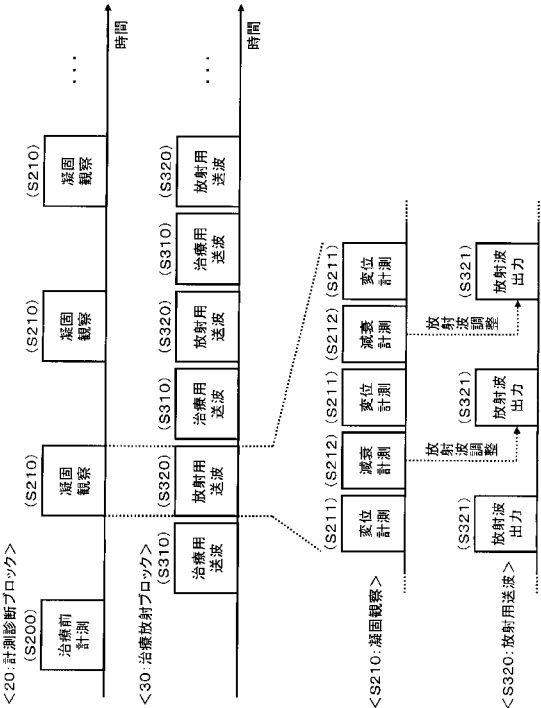 <20:計測診断ブロック>
(S200)
治療前
計測
(S210)
凝固
観察
(S210)
凝固
観察
(S210)
凝固
観察
・・・
時間
<30:治療放射ブロック>
(S310)
治療用
送波
(S320)
放射用
送波
(S310)
治療用
送波
(S320)
放射用
送波
(S310)
治療用
送波
(S320)
放射用
送波
・・・
時間
<S210:凝固観察>
(S211)
変位
計測
(S212)
減衰
計測
(S211)
変位
計測
(S212)
減衰
計測
(S211)
変位
計測
放射波
調整
放射波
調整
<S320:放射用送波>
(S321)
放射波
出力
(S321)
放射波
出力
(S321)
放射波
出力